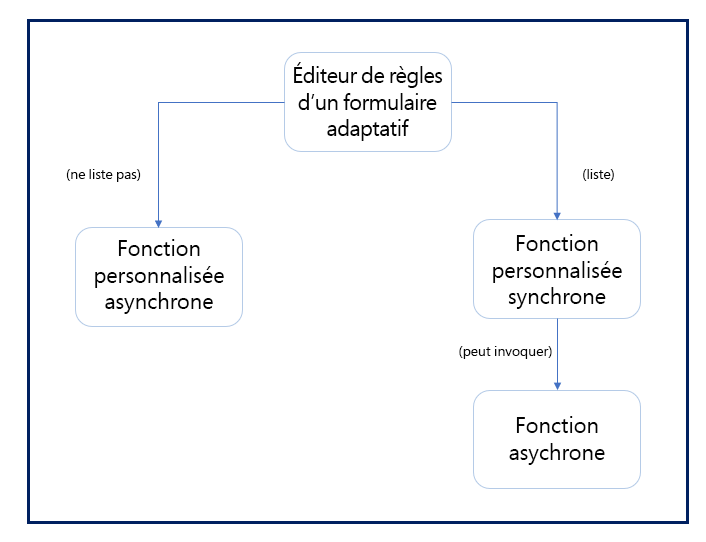 Éditeur de règles
d’un formulaire
adaptatif
(ne liste pas)
(liste)
Fonction
personnalisée
asynchrone
Fonction
personnalisée
synchrone
(peut invoquer)
Fonction
asychrone